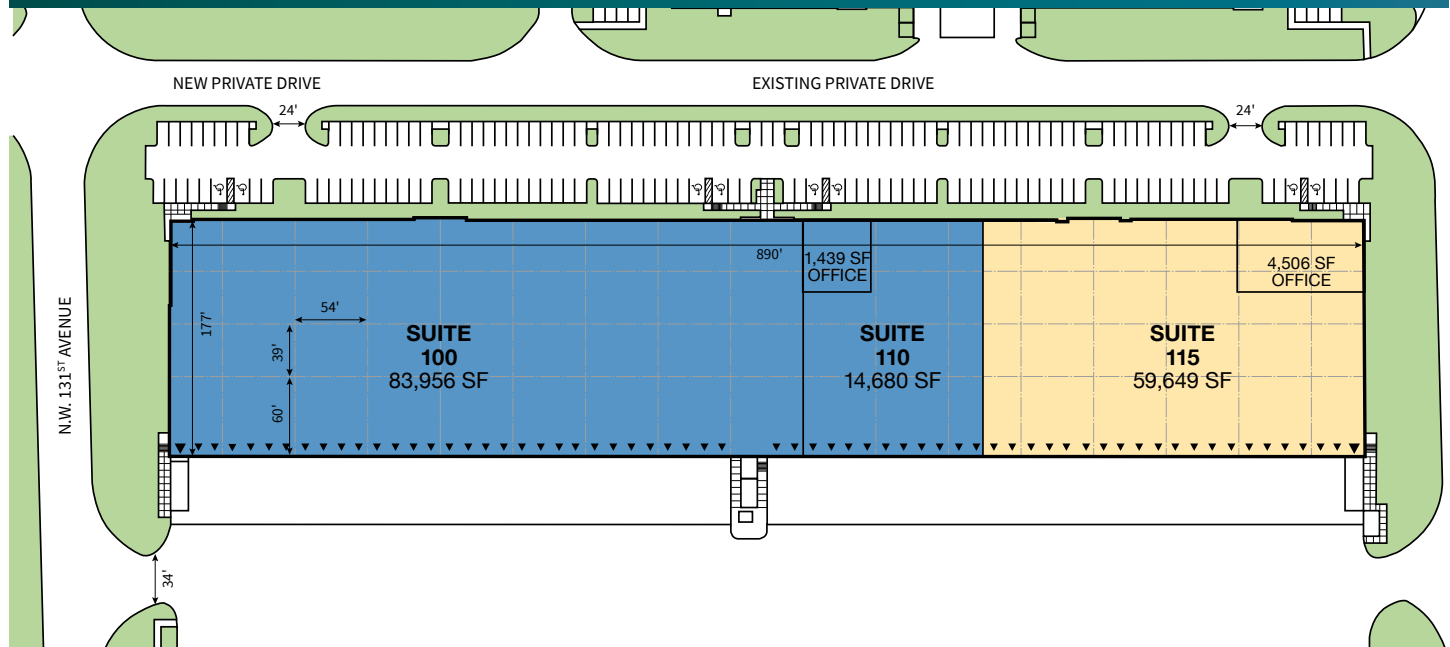 NEW PRIVATE DRIVE
EXISTING PRIVATE DRIVE
24'
24'
890'
1,439 SF
OFFICE
4,506 SF
OFFICE
177'
54'
39'
60'
SUITE
100
83,956 SF
SUITE
110
14,680 SF
SUITE
115
59,649 SF
N.W. 131ST AVENUE
34'